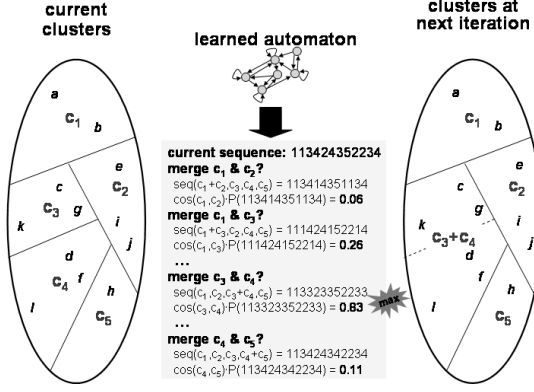 current
clusters
a
c1
b
e
c2
c
c3
g
k
i
j
d
c4
f
h
l
c5
learned automaton
current sequence: 113424352234
merge c1 & c2?
seq(c1+c2,c3,c4,c5) = 113414351134
cos(c1,c2)·P(113414351134) = 0.06
merge c1 & c3?
seq(c1+c3,c2,c4,c5) = 111424152214
cos(c1,c3)·P(111424152214) = 0.26
...
merge c3 & c4?
seq(c1,c2,c3+c4,c5) = 113323352233
cos(c3,c4)·P(113323352233) = 0.83
max
...
merge c4 & c5?
seq(c1,c2,c3,c4+c5) = 113424342234
cos(c4,c5)·P(113424342234) = 0.11
clusters at
next iteration
a
c1
b
e
c2
c
g
k
i
c3+c4
j
d
f
h
l
c5